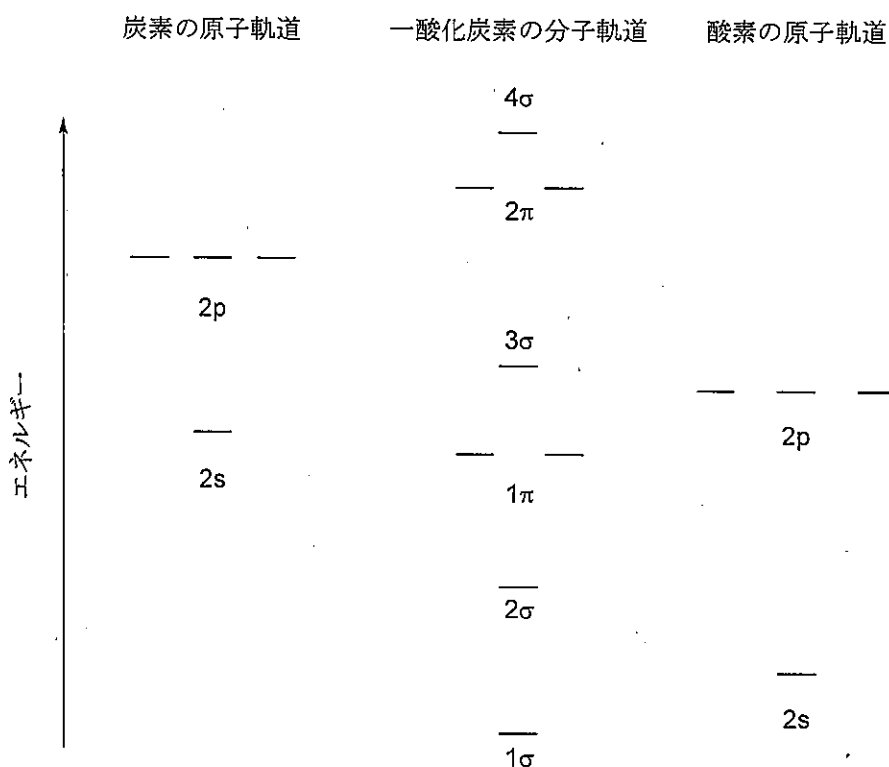 炭素の原子軌道 一酸化炭素の分子軌道 酸素の原子軌道
4σ
2π
2p
3σ
2p
2s
1π
2σ
2s
1σ
エネルギー